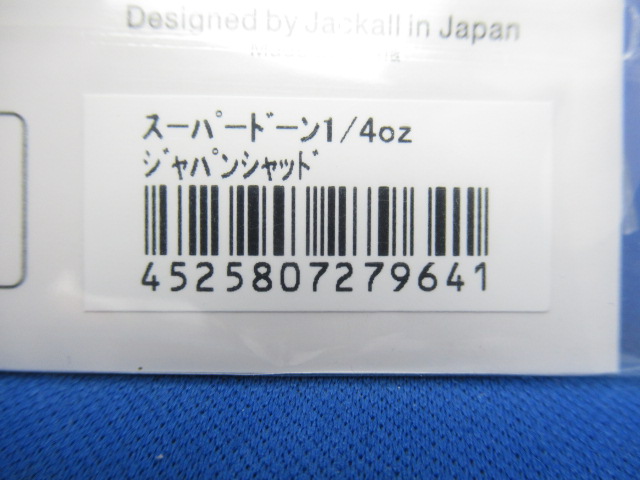 Designed by Jackall in Japan
ｽｰﾊﾟｰﾄﾞｰﾝ1/4oz
ｼﾞｬﾊﾟﾝｼｬｯﾄﾞ
4525807279641